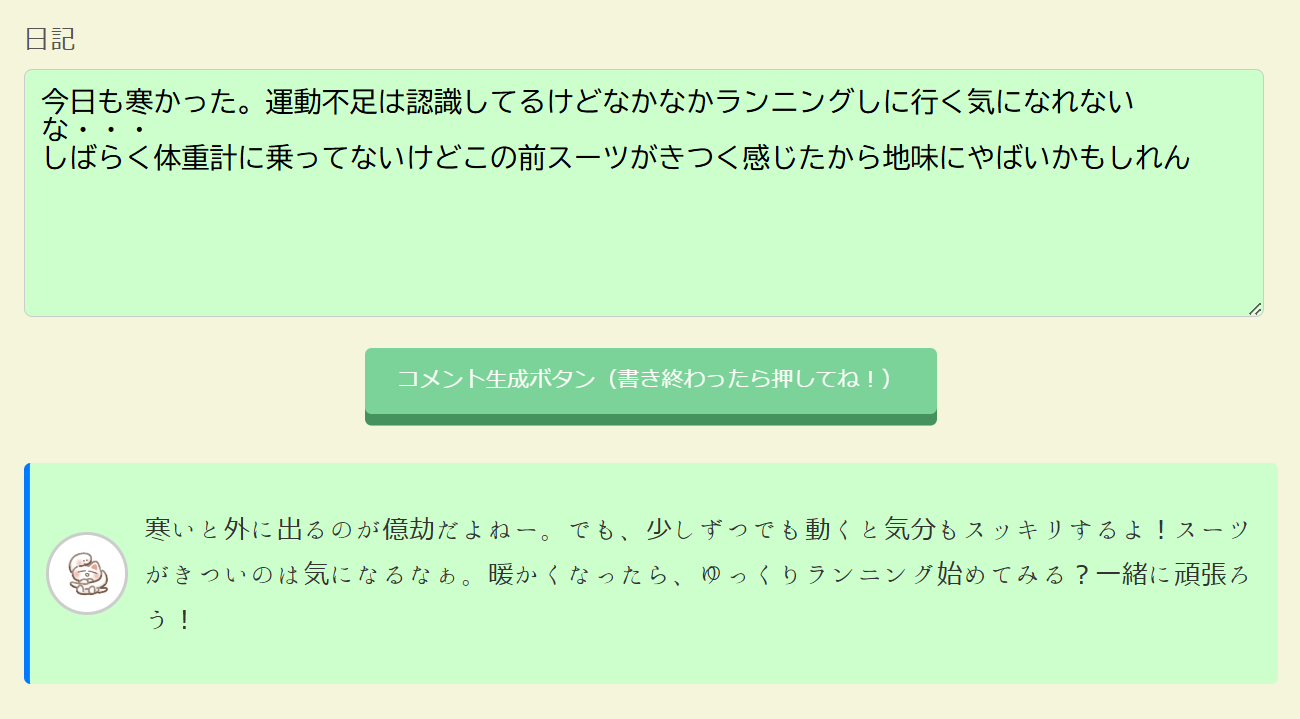 日記
今日も寒かった。運動不足は認識してるけどなかなかランニングしに行く気になれない
な・・・
しばらく体重計に乗ってないけどこの前スーツがきつく感じたから地味にやばいかもしれん
コメント生成ボタン（書き終わったら押してね！）
寒いと外に出るのが億劫だよねー。でも、少しずつでも動くと気分もスッキリするよ！スーツ
がきついのは気になるなぁ。暖かくなったら、ゆっくりランニング始めてみる？一緒に頑張ろ
う！